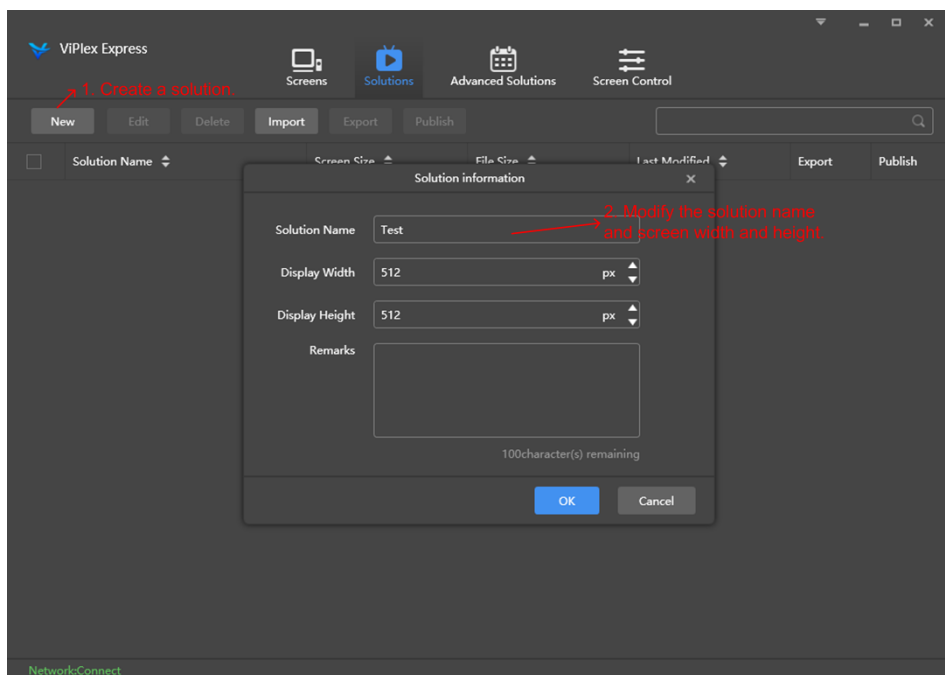 ViPlex Express
Screens
Solutions
Advanced Solutions
Screen Control
1. Create a solution.
New
Edit
Delete
Import
Export
Publish
Solution Name
Screen Size
File Size
Last Modified
Export
Publish
Solution information
2. Modify the solution name
and screen width and height.
Solution Name
Test
Display Width
512
px
Display Height
512
px
Remarks
100character(s) remaining
OK
Cancel
Network:Connect